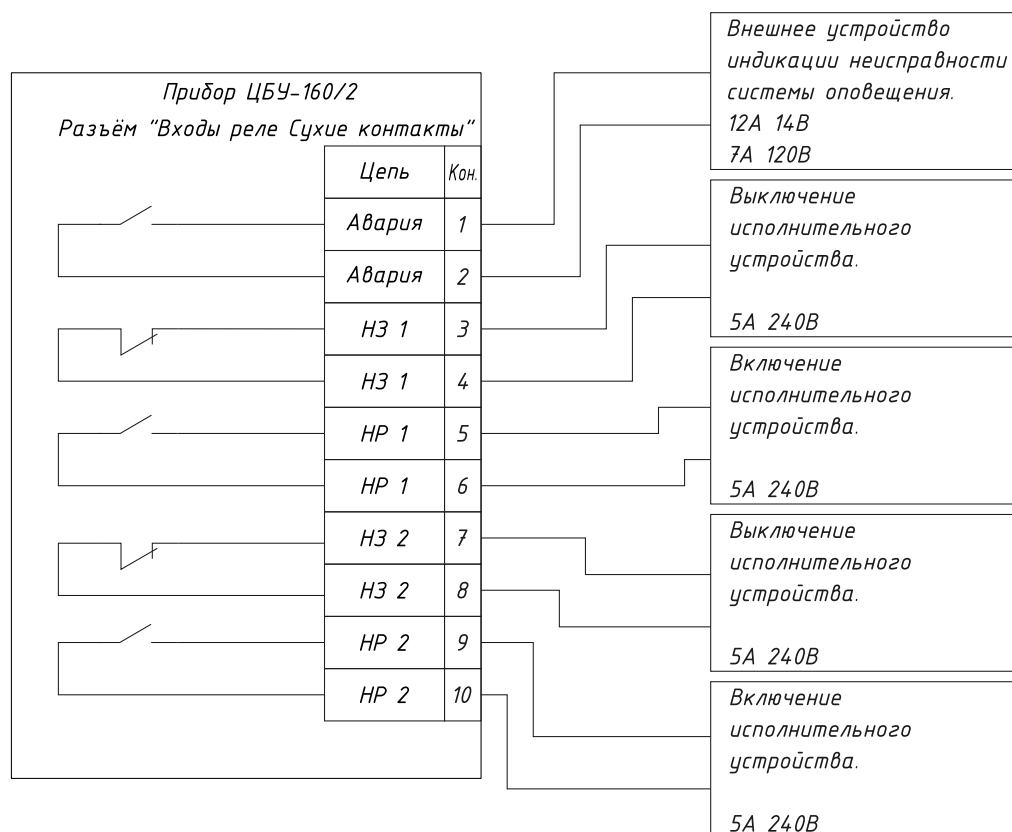 Прибор ЦБУ-160/2
Разъём "Входы реле Сухие контакты"
Цепь Кон.
Авария 1
Авария 2
НЗ 1 3
НЗ 1 4
НР 1 5
НР 1 6
НЗ 2 7
НЗ 2 8
НР 2 9
НР 2 10
Внешнее устройство
индикации неисправности
системы оповещения.
12А 14В
7А 120В
Выключение
исполнительного
устройства.
5А 240В
Включение
исполнительного
устройства.
5А 240В
Выключение
исполнительного
устройства.
5А 240В
Включение
исполнительного
устройства.
5А 240В